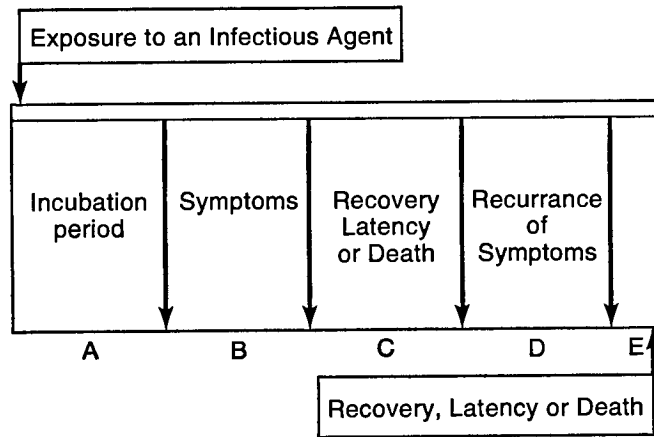 Exposure to an Infectious Agent
Incubation
period
Symptoms
Recovery
Latency
or Death
Recurrance
of
Symptoms
A
B
C
D
E
Recovery, Latency or Death